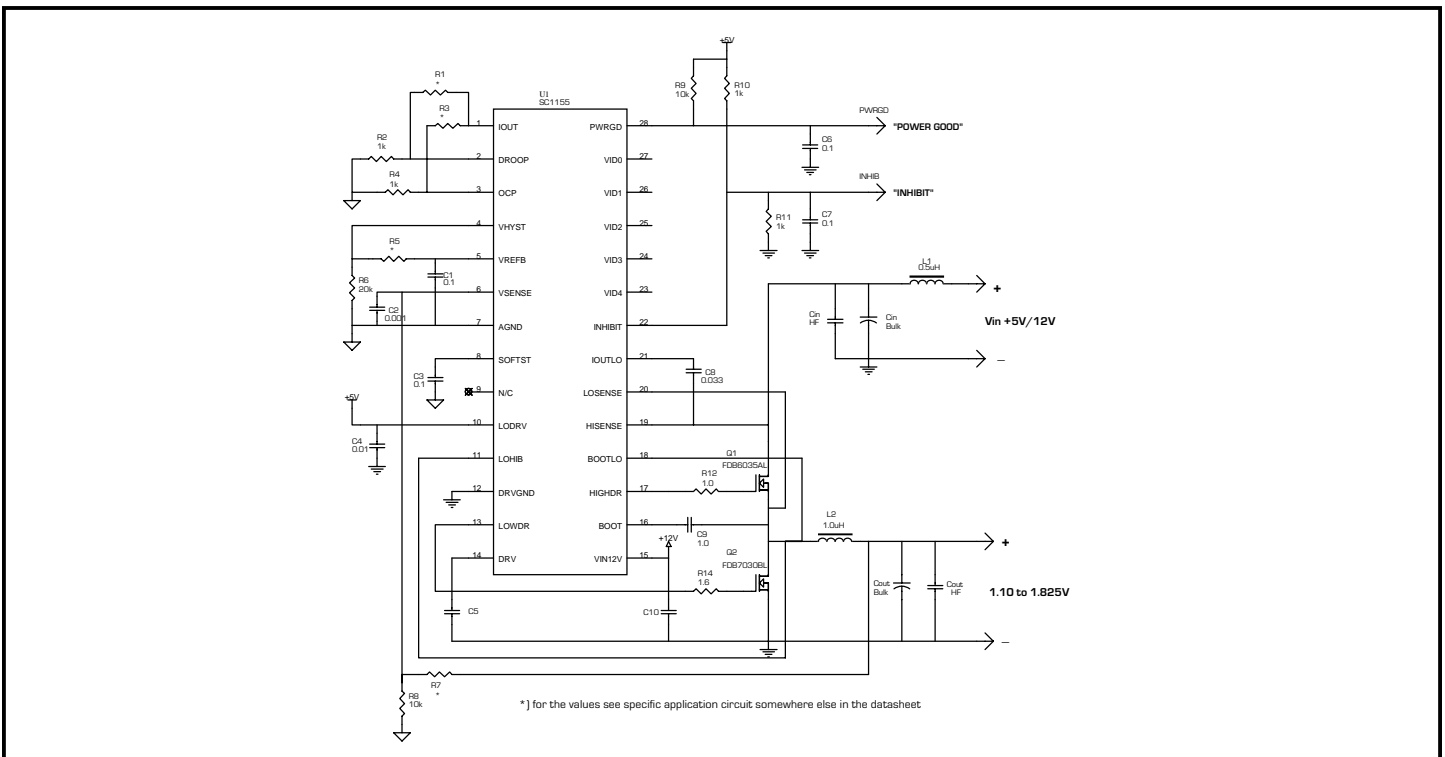 +5V
R1
*
R3
*
R2
1k
R4
1k
R5
*
R6
20k
C1
0.1
C2
0.001
C3
0.1
+5V
C4
0.01
C5
R7
*
R8
10k
U1
SC1155
1 IOUT
2 DROOP
3 OCP
4 VHYST
5 VREFB
6 VSENSE
7 AGND
8 SOFTST
9 N/C
10 LODRV
11 LOHIB
12 DRVGND
13 LOWDR
14 DRV
PWRGD 28
VID0 27
VID1 26
VID2 25
VID3 24
VID4 23
INHIBIT 22
IOUTLO 21
LOSENSE 20
HISENSE 19
BOOTLO 18
HIGHDR 17
BOOT 16
VIN12V 15
R9
10k
R10
1k
PWRGD
"POWER GOOD"
C6
0.1
INHIB
"INHIBIT"
R11
1k
C7
0.1
L1
0.5uH
+
Cin
HF
Cin
Bulk
Vin +5V/12V
_
C8
0.033
Q1
FDB6035AL
R12
1.0
C9
1.0
+12V
L2
1.0uH
+
Q2
FDB7030BL
R14
1.6
C10
Cout
Bulk
Cout
HF
1.10 to 1.825V
_
*) for the values see specific application circuit somewhere else in the datasheet